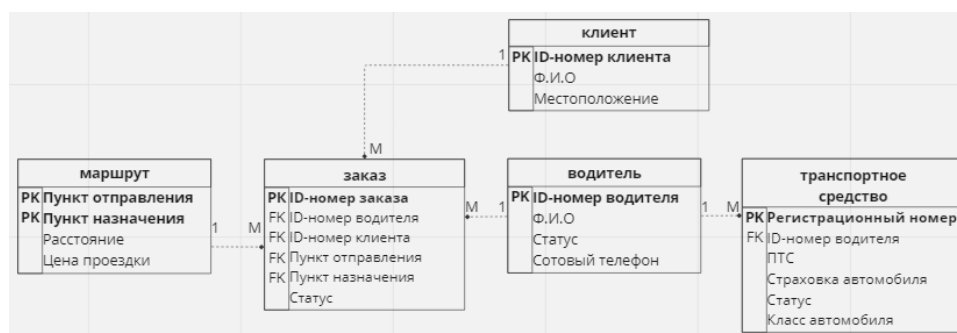 клиент
1
PK ID-номер клиента
Ф.И.О
Местоположение
M
маршрут
PK Пункт отправления
PK Пункт назначения
Расстояние
Цена проездки
1
M
заказ
PK ID-номер заказа
FK ID-номер водителя
FK ID-номер клиента
FK Пункт отправления
FK Пункт назначения
Статус
M
1
водитель
PK ID-номер водителя
Ф.И.О
Статус
Сотовый телефон
1
M
транспортное
средство
PK Регистрационный номер
FK ID-номер водителя
ПТС
Страховка автомобиля
Статус
Класс автомобиля